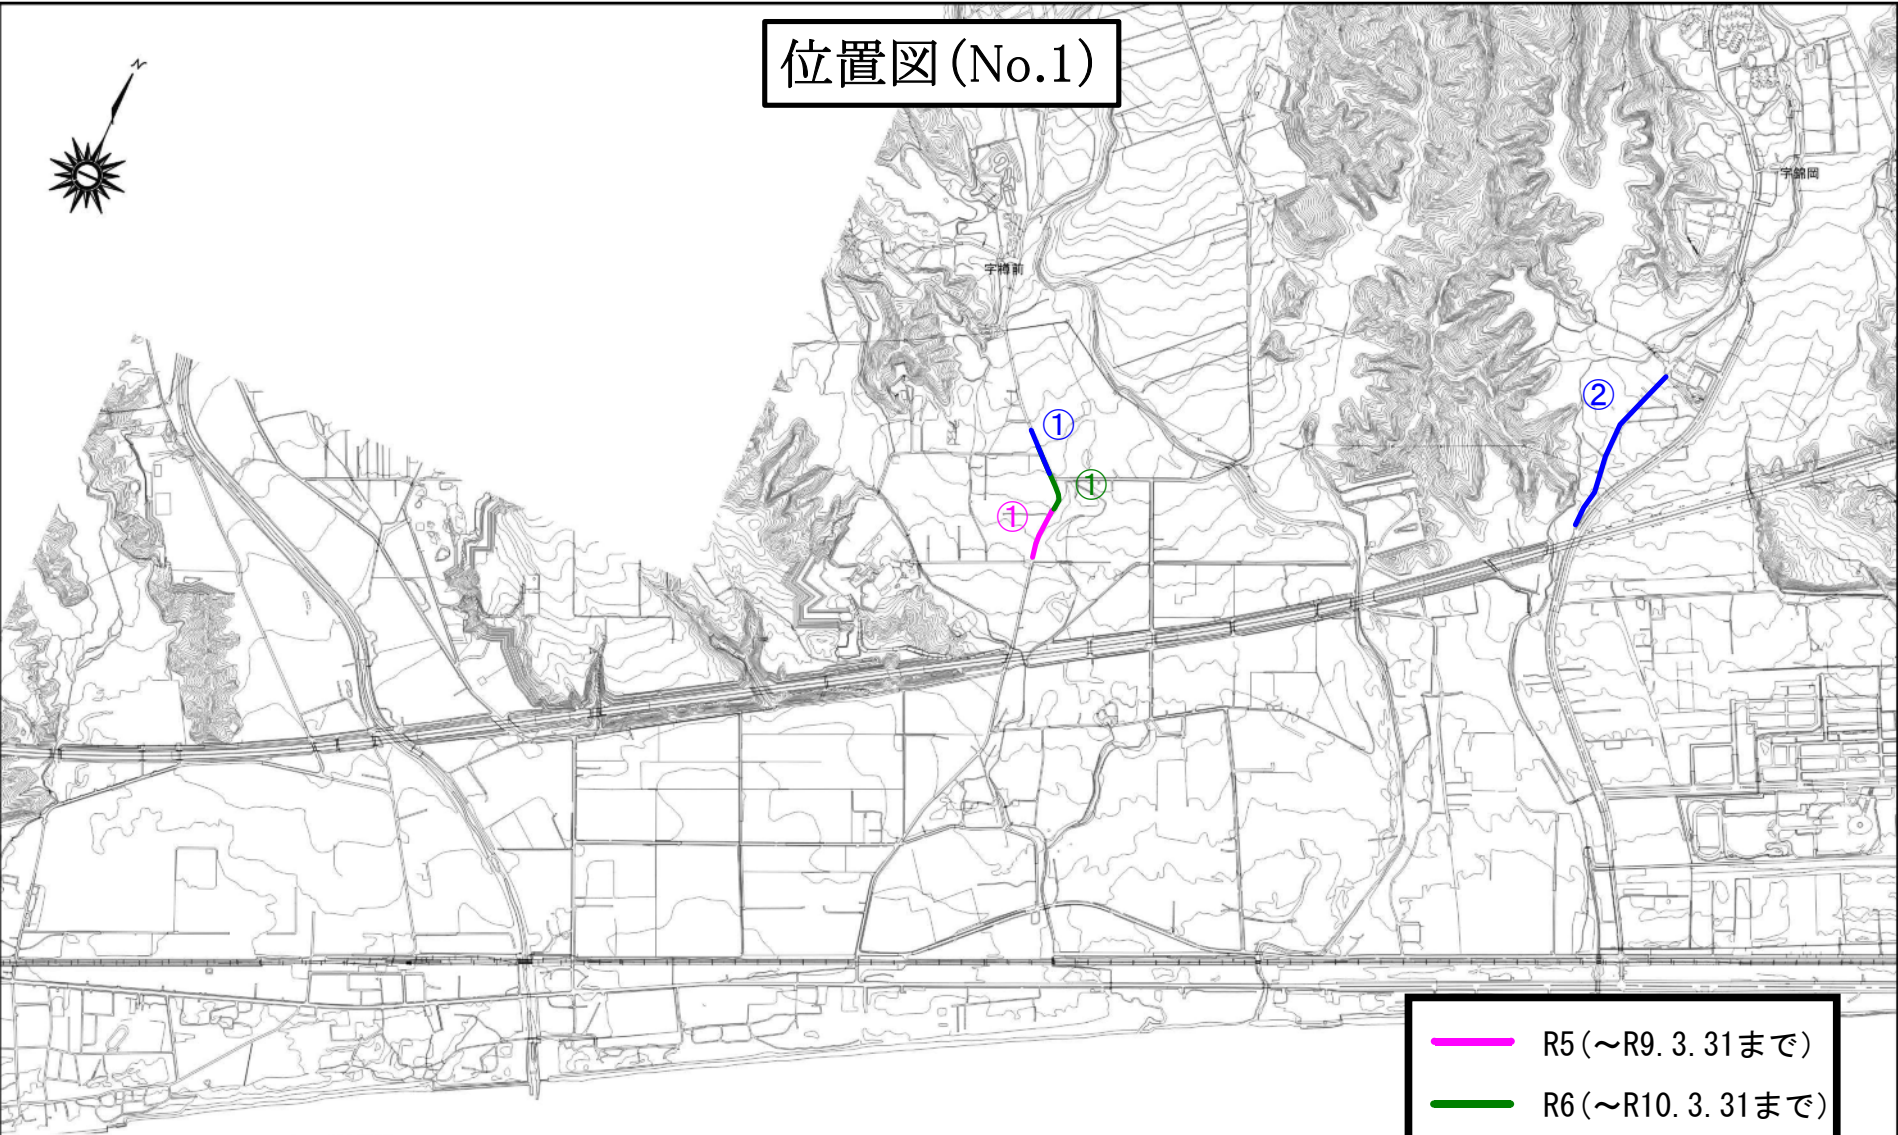 位置図(No.1)
N
字錦岡
字樽前
②
①
①
①
R5(～R9.3.31まで)
R6(～R10.3.31まで)